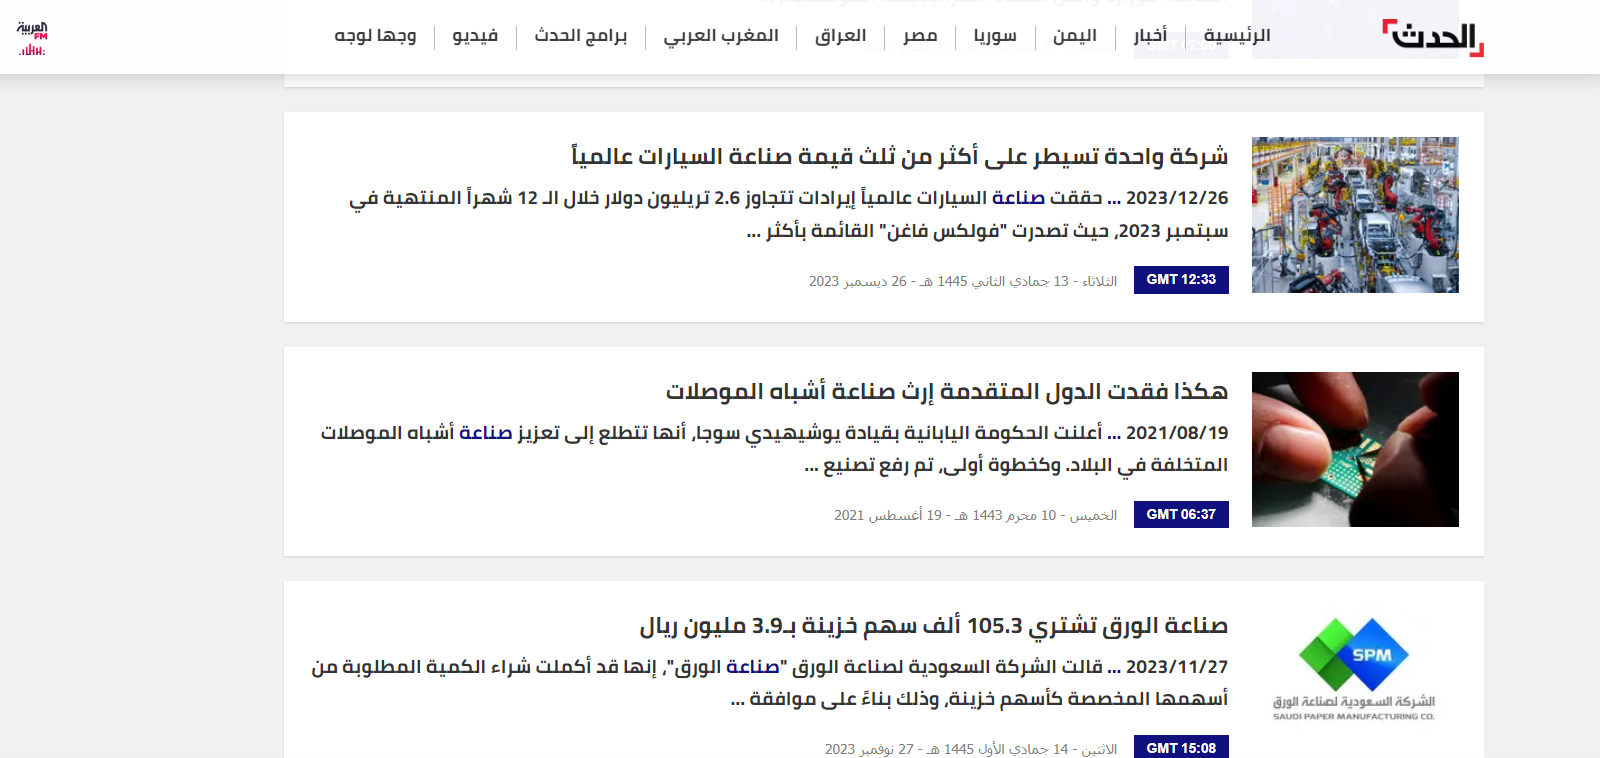 الحدث
الرئيسية
أخبار
اليمن
سوريا
مصر
العراق
المغرب العربي
برامج الحدث
فيديو
وجها لوجه
العربية
FM
شركة واحدة تسيطر على أكثر من ثلث قيمة صناعة السيارات عالمياً
2023/12/26 ... حققت صناعة السيارات عالمياً إيرادات تتجاوز 2.6 تريليون دولار خلال الـ 12 شهراً المنتهية في
سبتمبر 2023، حيث تصدرت "فولكس فاغن" القائمة بأكثر ...
GMT 12:33
الثلاثاء - 13 جمادي الثاني 1445 هـ - 26 ديسمبر 2023
هكذا فقدت الدول المتقدمة إرث صناعة أشباه الموصلات
2021/08/19 ... أعلنت الحكومة اليابانية بقيادة يوشيهيدي سوجا، أنها تتطلع إلى تعزيز صناعة أشباه الموصلات
المتخلفة في البلاد. وكخطوة أولى، تم رفع تصنيع ...
GMT 06:37
الخميس - 10 محرم 1443 هـ - 19 أغسطس 2021
صناعة الورق تشتري 105.3 ألف سهم خزينة بـ3.9 مليون ريال
2023/11/27 ... قالت الشركة السعودية لصناعة الورق "صناعة الورق"، إنها قد أكملت شراء الكمية المطلوبة من
أسهمها المخصصة كأسهم خزينة، وذلك بناءً على موافقة ...
GMT 15:08
الاثنين - 14 جمادي الأول 1445 هـ - 27 نوفمبر 2023
SPM
الشركة السعودية لصناعة الورق
SAUDI PAPER MANUFACTURING CO.